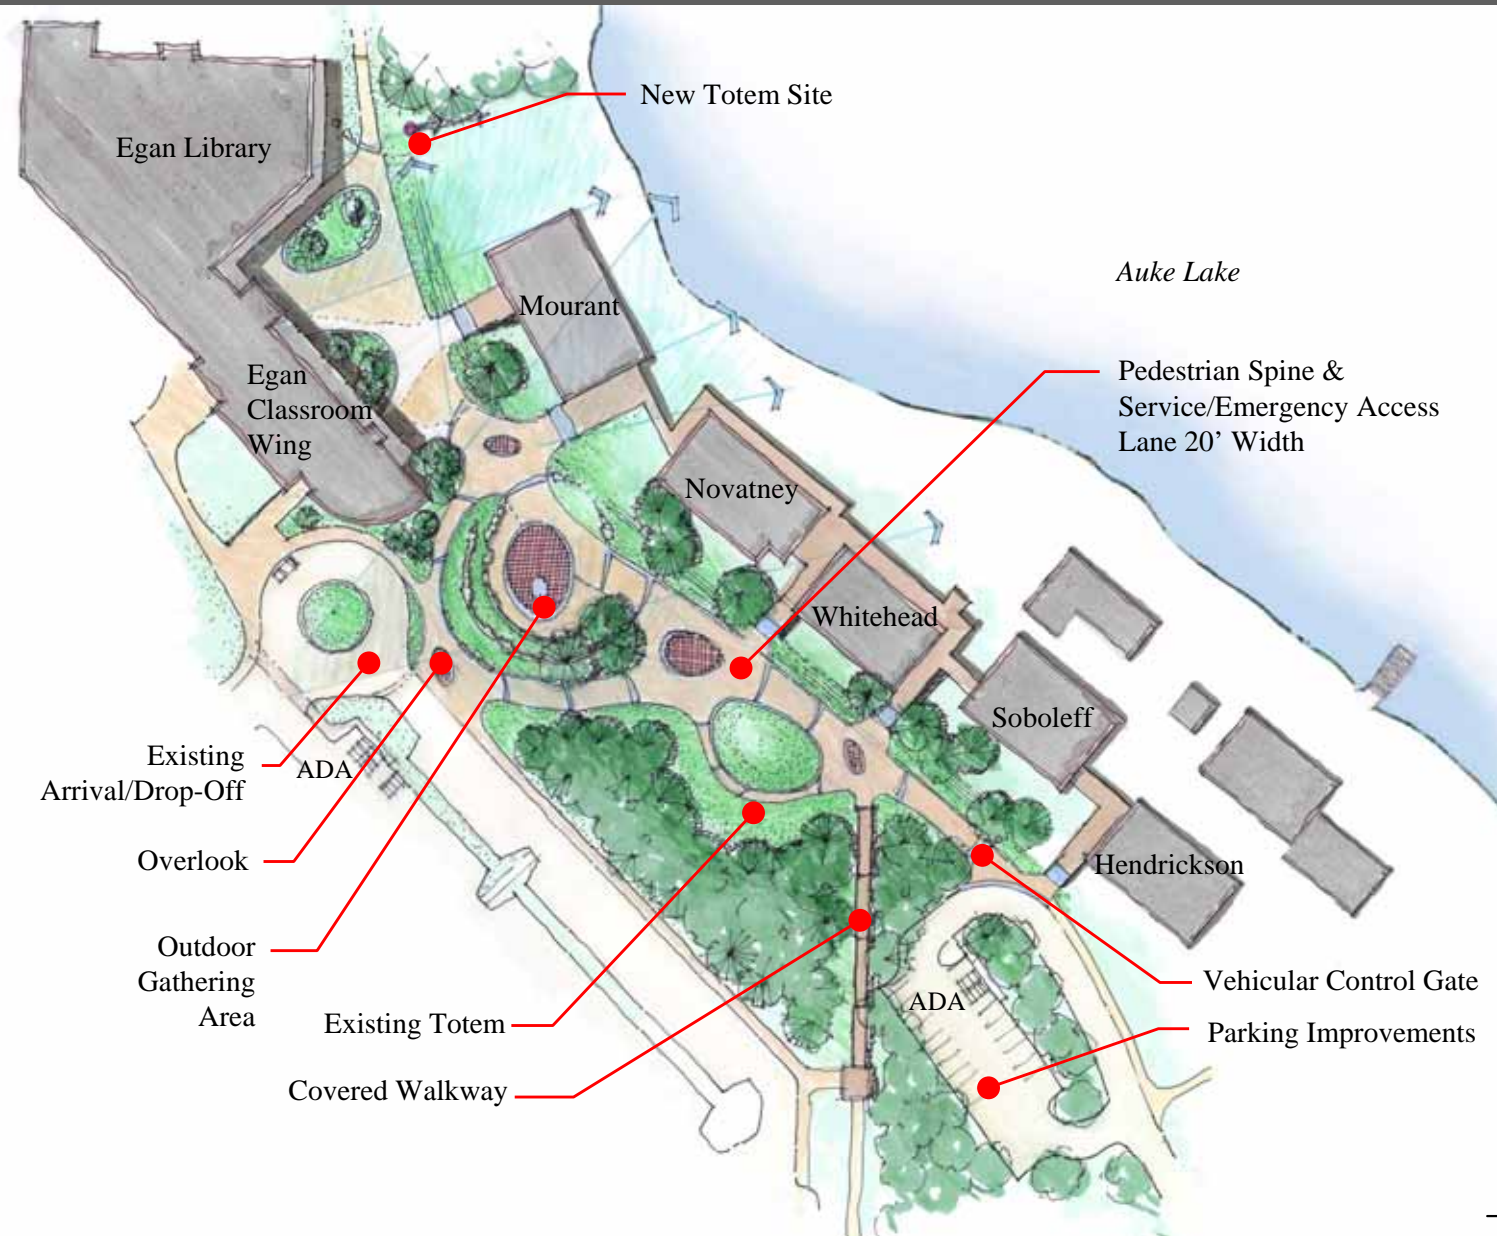 New Totem Site
Egan Library
Auke Lake
Mourant
Pedestrian Spine &
Service/Emergency Access
Lane 20’ Width
Egan
Classroom
Wing
Novatney
Whitehead
Soboleff
Existing
Arrival/Drop-Off
ADA
Overlook
Hendrickson
Outdoor
Gathering
Area
Vehicular Control Gate
ADA
Existing Totem
Parking Improvements
Covered Walkway